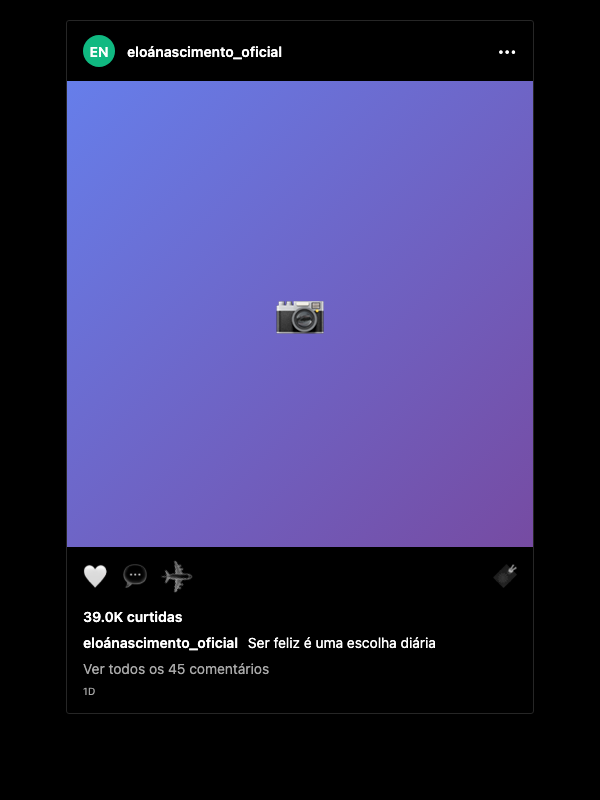 EN eloánascimento_oficial
39.0K curtidas
eloánascimento_oficial Ser feliz é uma escolha diária
Ver todos os 45 comentários
1D